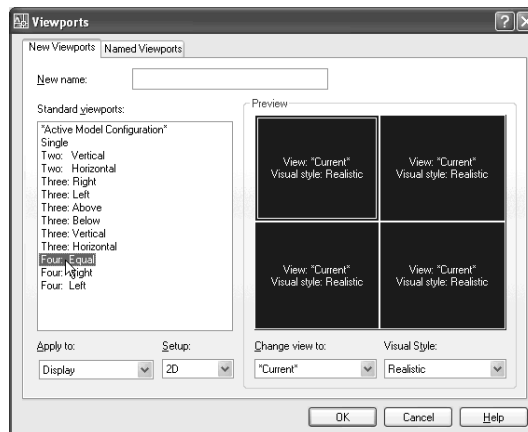 Viewports
New Viewports
Named Viewports
New name:
Standard viewports:
*Active Model Configuration*
Single
Two: Vertical
Two: Horizontal
Three: Right
Three: Left
Three: Above
Three: Below
Three: Vertical
Three: Horizontal
Four: Equal
Four: Right
Four: Left
Preview
View: "Current"
Visual style: Realistic
View: "Current"
Visual style: Realistic
View: "Current"
Visual style: Realistic
View: "Current"
Visual style: Realistic
Apply to:
Setup:
Change view to:
Visual Style:
Display
2D
"Current"
Realistic
OK
Cancel
Help